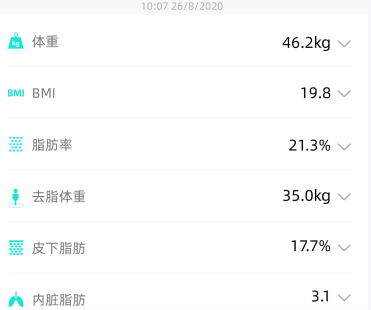 10:07 26/8/2020
kg 体重 46.2kg
BMI BMI 19.8
脂肪率 21.3%
去脂体重 35.0kg
皮下脂肪 17.7%
内脏脂肪 3.1